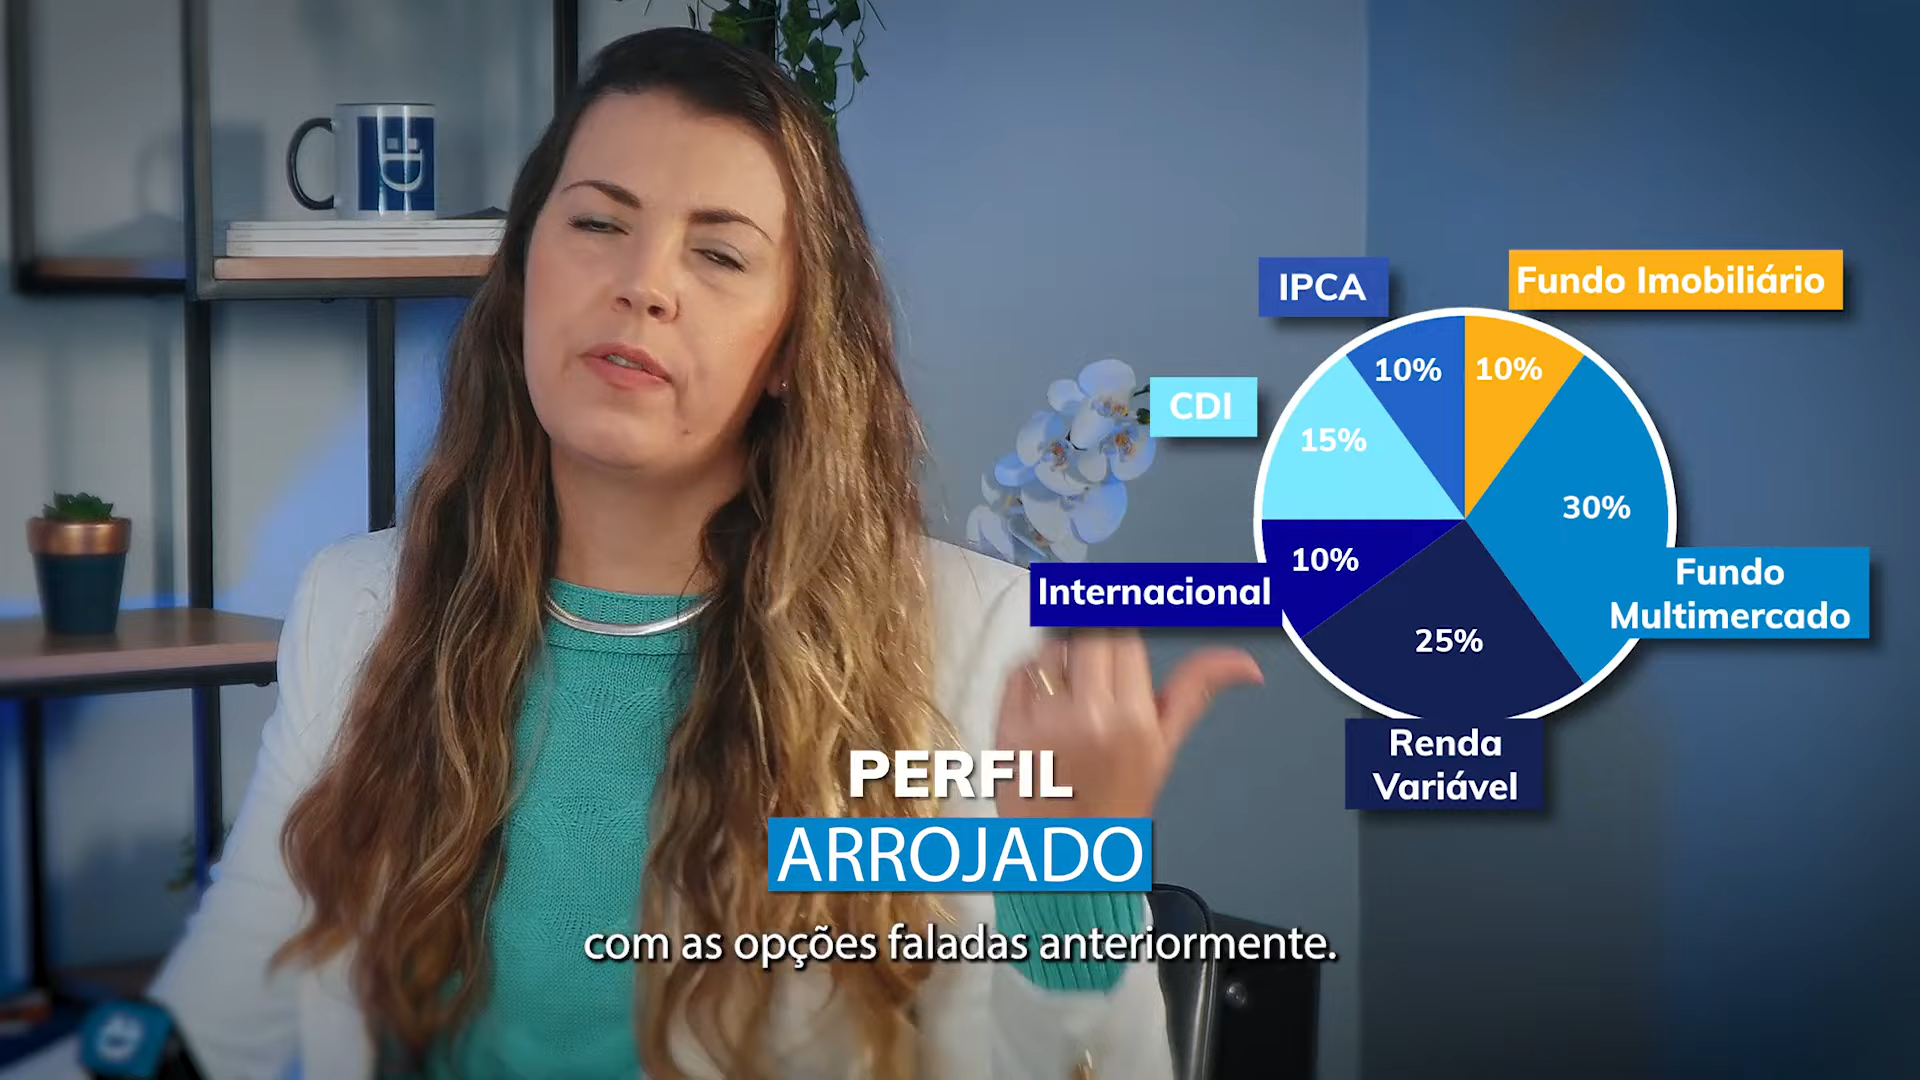 IPCA
Fundo Imobiliário
10%
10%
CDI
15%
30%
10%
Internacional
Fundo
Multimercado
25%
Renda
Variável
PERFIL
ARROJADO
com as opções faladas anteriormente.